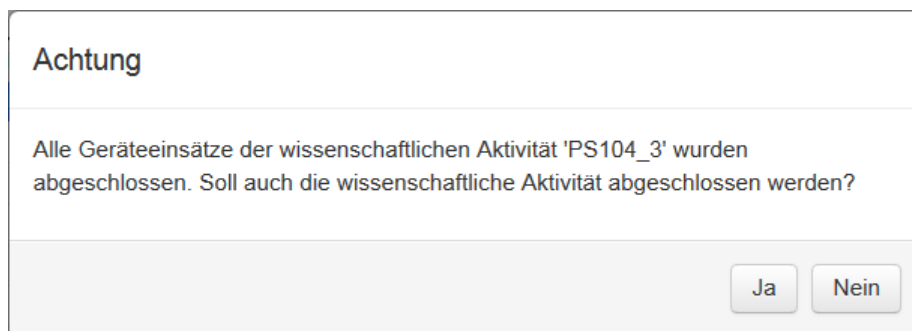 Achtung
Alle Geräteeinsätze der wissenschaftlichen Aktivität 'PS104_3' wurden
abgeschlossen. Soll auch die wissenschaftliche Aktivität abgeschlossen werden?
Ja Nein